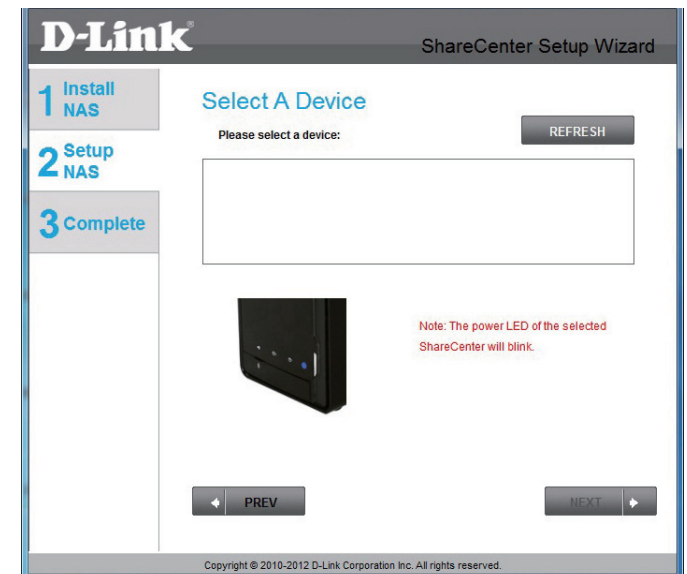 D-Link®
ShareCenter Setup Wizard
1 Install NAS
2 Setup NAS
3 Complete
Select A Device
Please select a device:
REFRESH
Note: The power LED of the selected
ShareCenter will blink.
PREV
NEXT
Copyright © 2010-2012 D-Link Corporation Inc. All rights reserved.